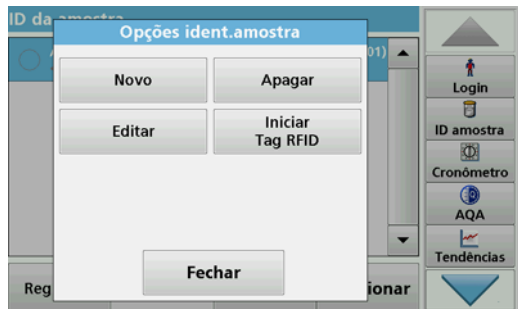 ID da amostra
Opções ident.amostra
01)
Novo
Apagar
Editar
Iniciar
Tag RFID
Fechar
Reg
ionar
Login
ID amostra
Cronômetro
AQA
Tendências